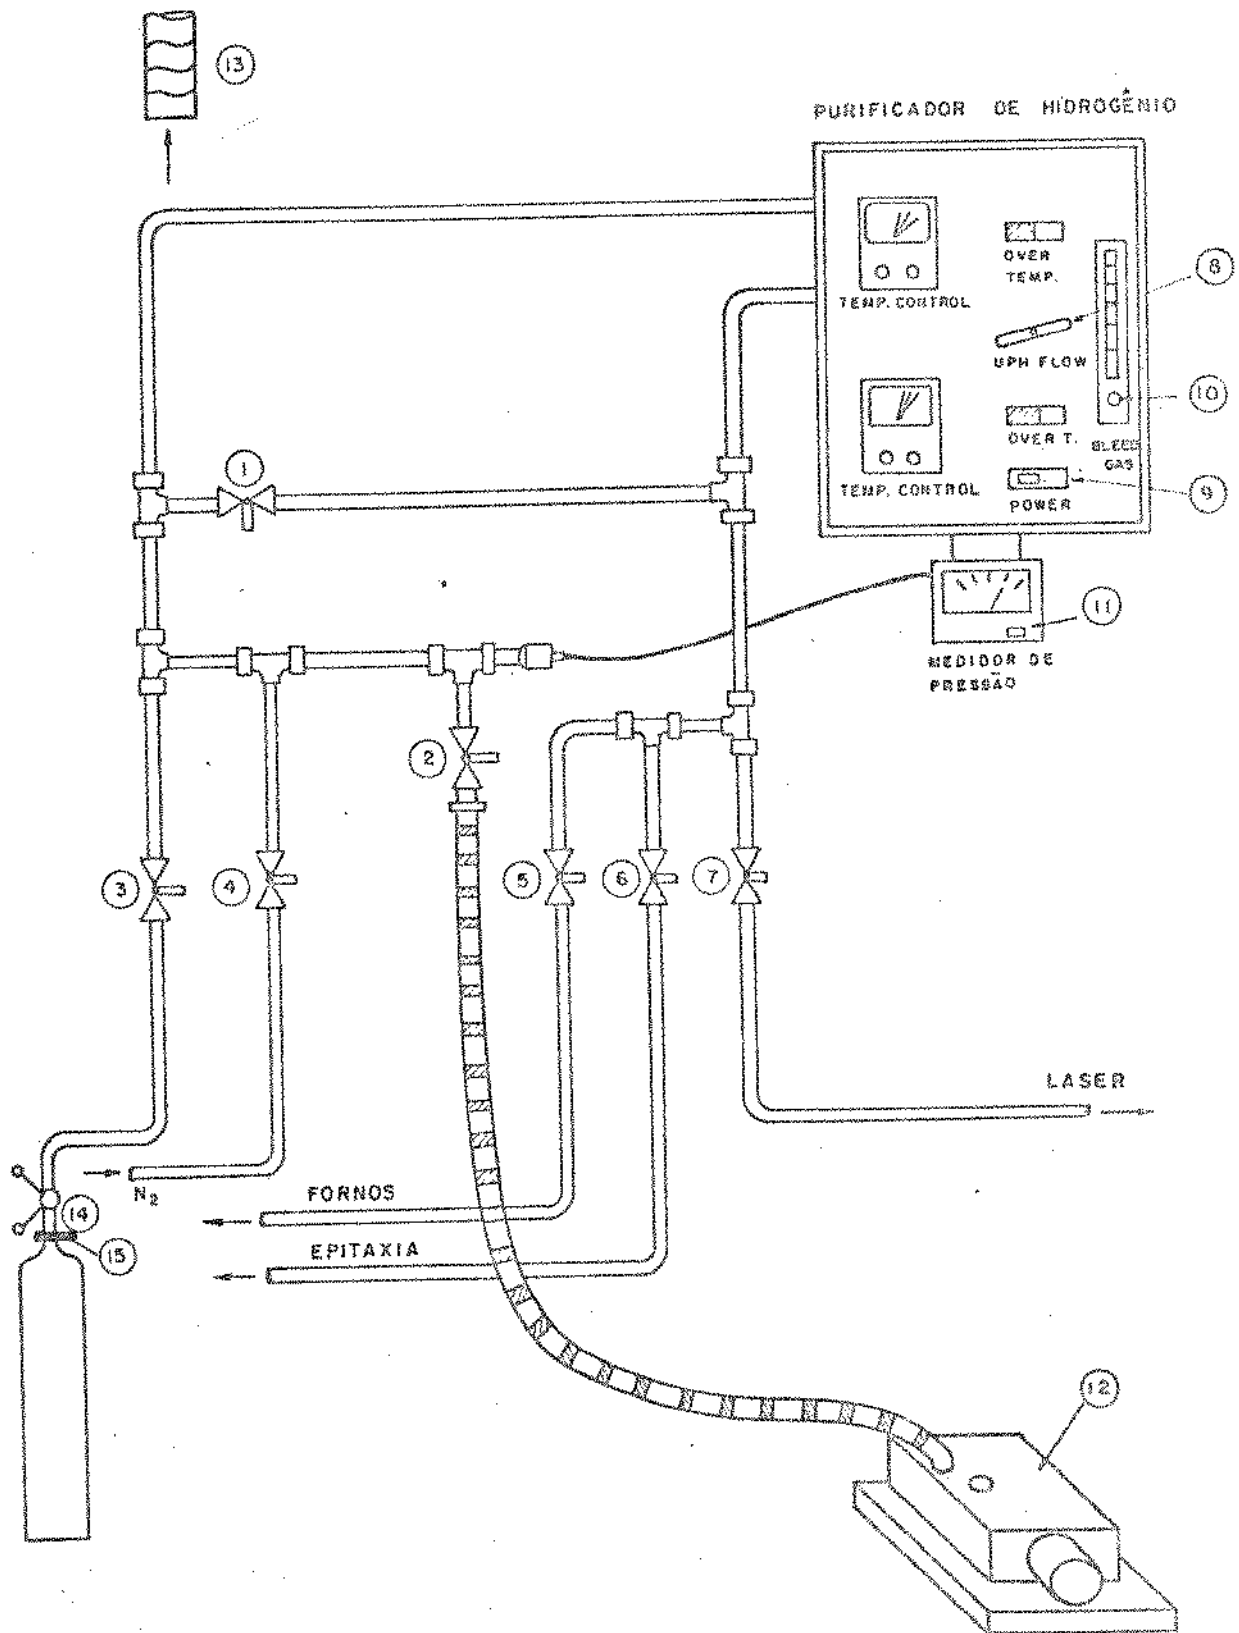 13
PURIFICADOR DE HIDROGÊNIO
OVER
TEMP.
8
TEMP. CONTROL
UPH FLOW
10
OVER T.
BLEED
GAS
1
TEMP. CONTROL
POWER
9
11
MEDIDOR DE
PRESSÃO
2
3
4
5
6
7
LASER
N2
FORNOS
14
15
EPITAXIA
12